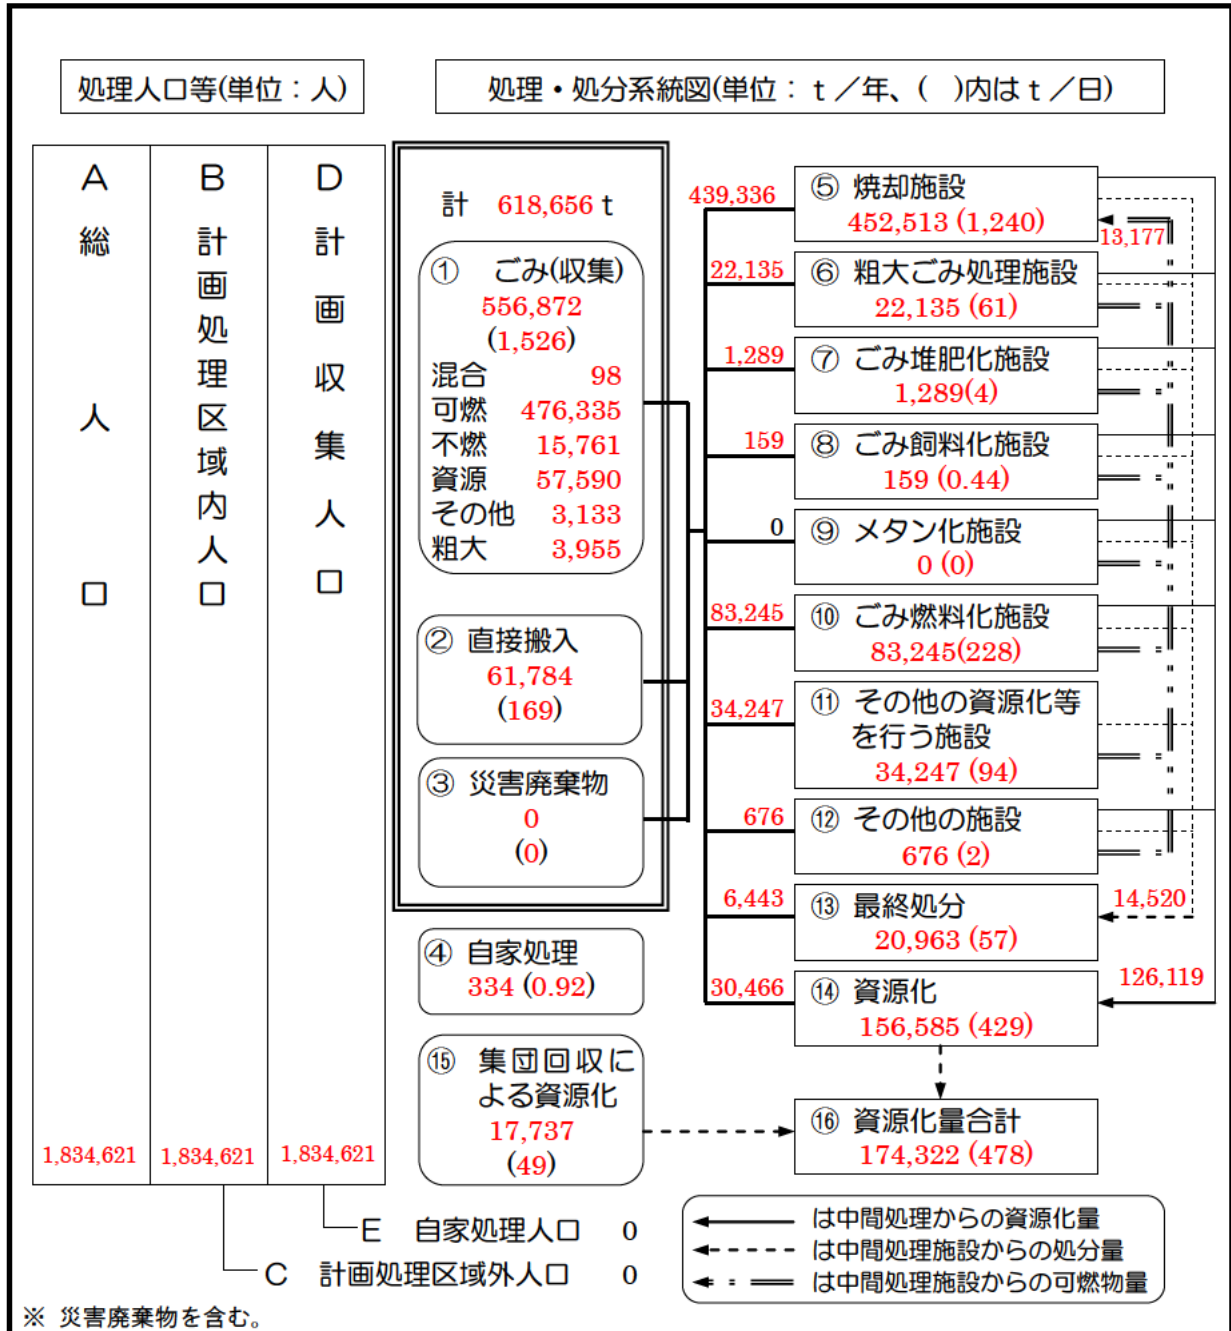 処理人口等(単位：人)
処理・処分系統図(単位：ｔ／年、(　)内はｔ／日)
A 総人口
B 計画処理区域内人口
D 計画収集人口
1,834,621
1,834,621
1,834,621
E　自家処理人口　0
C　計画処理区域外人口　0
計　618,656 t
①　ごみ(収集)
556,872
(1,526)
混合　98
可燃　476,335
不燃　15,761
資源　57,590
その他　3,133
粗大　3,955
② 直接搬入
61,784
(169)
③ 災害廃棄物
0
(0)
④ 自家処理
334 (0.92)
⑮　集団回収に
よる資源化
17,737
(49)
439,336
⑤ 焼却施設
452,513 (1,240)
13,177
22,135
⑥ 粗大ごみ処理施設
22,135 (61)
1,289
⑦ ごみ堆肥化施設
1,289(4)
159
⑧ ごみ飼料化施設
159 (0.44)
0
⑨ メタン化施設
0 (0)
83,245
⑩ ごみ燃料化施設
83,245(228)
34,247
⑪ その他の資源化等
を行う施設
34,247 (94)
676
⑫ その他の施設
676 (2)
6,443
⑬ 最終処分
20,963 (57)
14,520
30,466
⑭ 資源化
156,585 (429)
126,119
⑯ 資源化量合計
174,322 (478)
は中間処理からの資源化量
は中間処理施設からの処分量
は中間処理施設からの可燃物量
※ 災害廃棄物を含む。